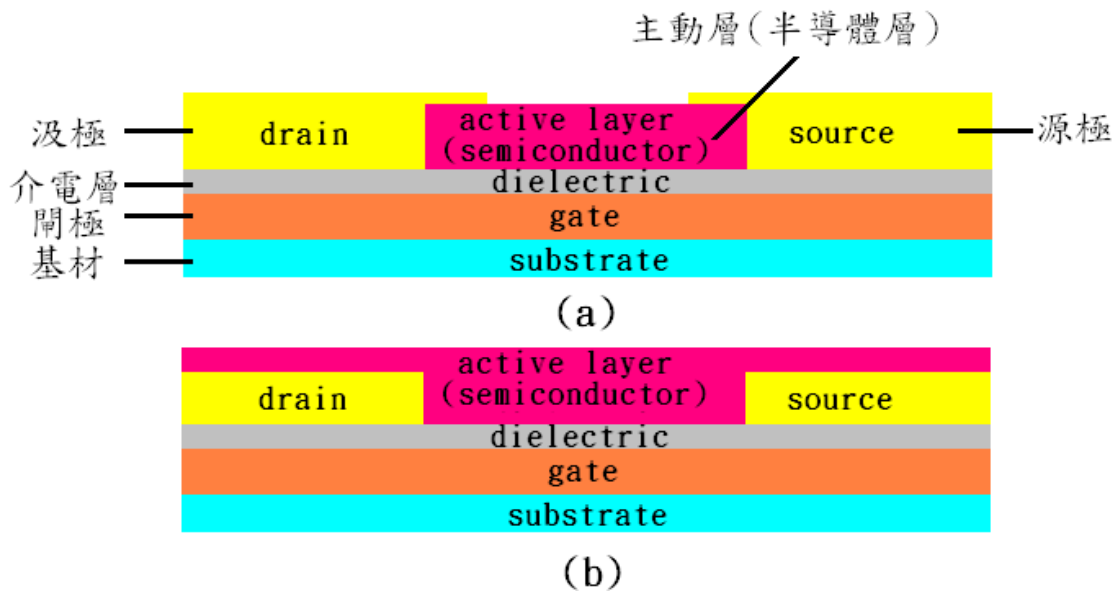 主動層(半導體層)
汲極
drain
active layer
(semiconductor)
source
源極
介電層
dielectric
閘極
gate
基材
substrate
(a)
active layer
(semiconductor)
drain
source
dielectric
gate
substrate
(b)